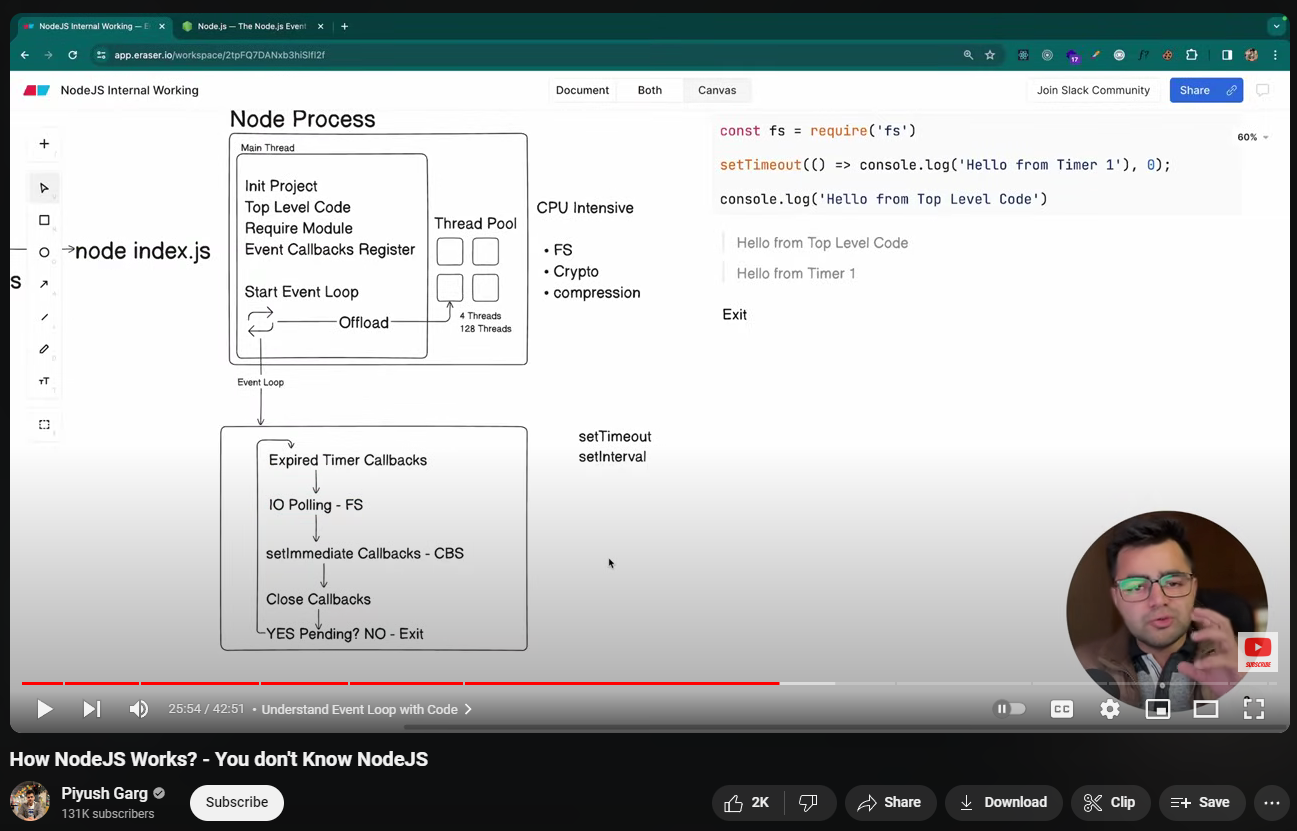 NodeJS Internal Working — E
Node.js — The Node.js Event
app.eraser.io/workspace/2tpFQ7DANxb3hiSIfl2f
17
NodeJS Internal Working
Document
Both
Canvas
Join Slack Community
Share
60%
Node Process
Main Thread
Init Project
Top Level Code
Require Module
Event Callbacks Register
Start Event Loop
Offload
Thread Pool
4 Threads
128 Threads
CPU Intensive
• FS
• Crypto
• compression
s
node index.js
Event Loop
Expired Timer Callbacks
IO Polling - FS
setImmediate Callbacks - CBS
Close Callbacks
YES Pending? NO - Exit
setTimeout
setInterval
const fs = require('fs')
setTimeout(() => console.log('Hello from Timer 1'), 0);
console.log('Hello from Top Level Code')
Hello from Top Level Code
Hello from Timer 1
Exit
TT
SUBSCRIBE
25:54 / 42:51 • Understand Event Loop with Code
CC
How NodeJS Works? - You don't Know NodeJS
Piyush Garg
131K subscribers
Subscribe
2K
Share
Download
Clip
Save